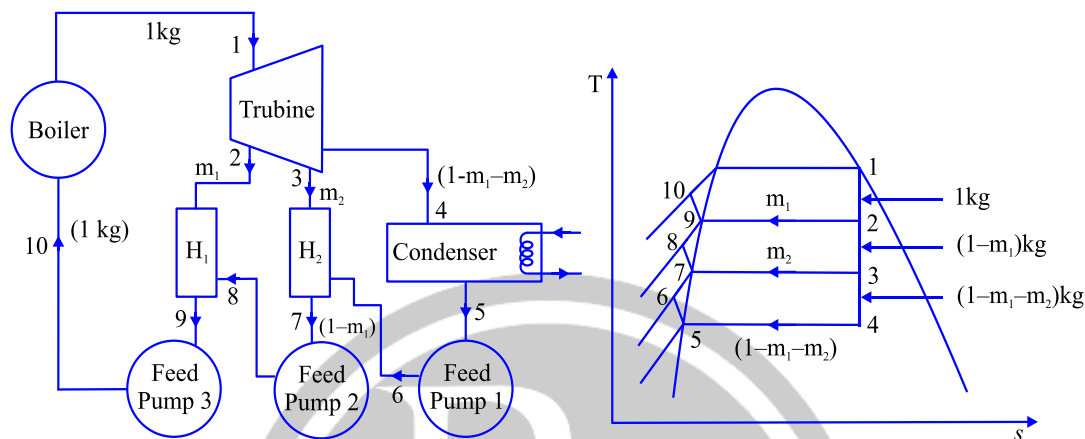 1kg
1
Trubine
Boiler
2
m₁
3
m₂
(1-m₁–m₂)
4
10
(1 kg)
H₁
H₂
Condenser
8
9
7
(1–m₁)
5
6
Feed
Pump 3
Feed
Pump 2
Feed
Pump 1
T
1
10
m₁
1kg
9
2
8
m₂
(1–m₁)kg
7
3
6
(1–m₁–m₂)kg
5
4
(1–m₁–m₂)
s